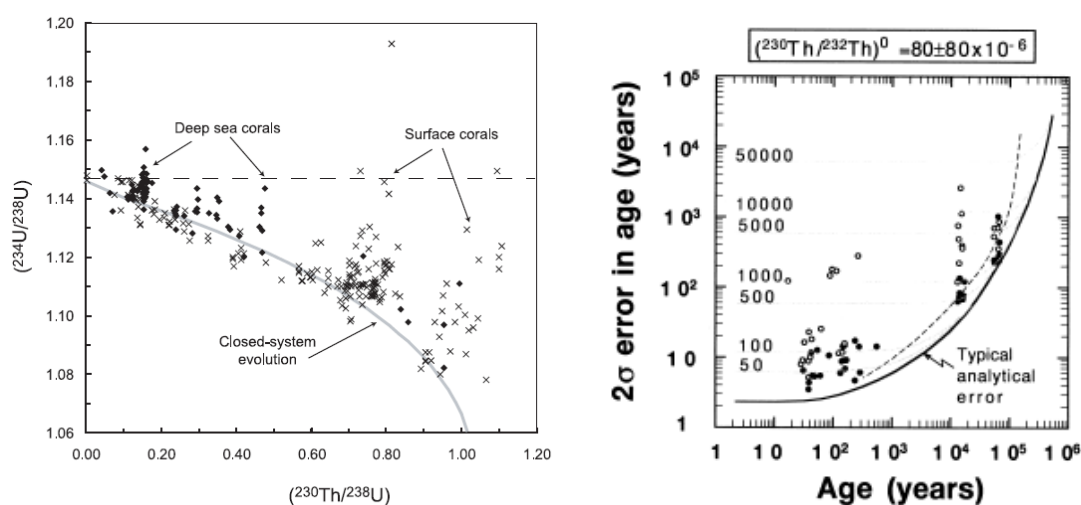 1,20
1,18
1.16
1.14
1.12
1.10
1.08
1.06
(²³⁴U/²³⁸U)
Deep sea corals
Surface corals
Closed-system
evolution
0.00 0.20 0.40 0.60 0.80 1.00 1.20
(²³⁰Th/²³⁸U)
(²³⁰Th/²³²Th)⁰ =80±80x10⁻⁶
10⁵
10⁴
10³
10²
10
1
2σ error in age (years)
50000
10000
5000
1000
500
100
50
Typical
analytical
error
1 10 10² 10³ 10⁴ 10⁵ 10⁶
Age (years)